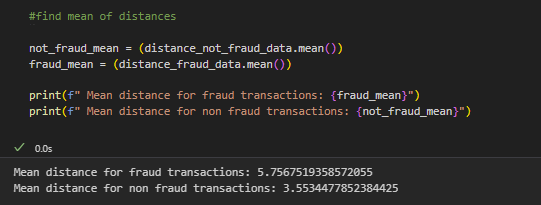 #find mean of distances
not_fraud_mean = (distance_not_fraud_data.mean())
fraud_mean = (distance_fraud_data.mean())
print(f" Mean distance for fraud transactions: {fraud_mean}")
print(f" Mean distance for non fraud transactions: {not_fraud_mean}")
✓ 0.0s
Mean distance for fraud transactions: 5.7567519358572055
Mean distance for non fraud transactions: 3.5534477852384425